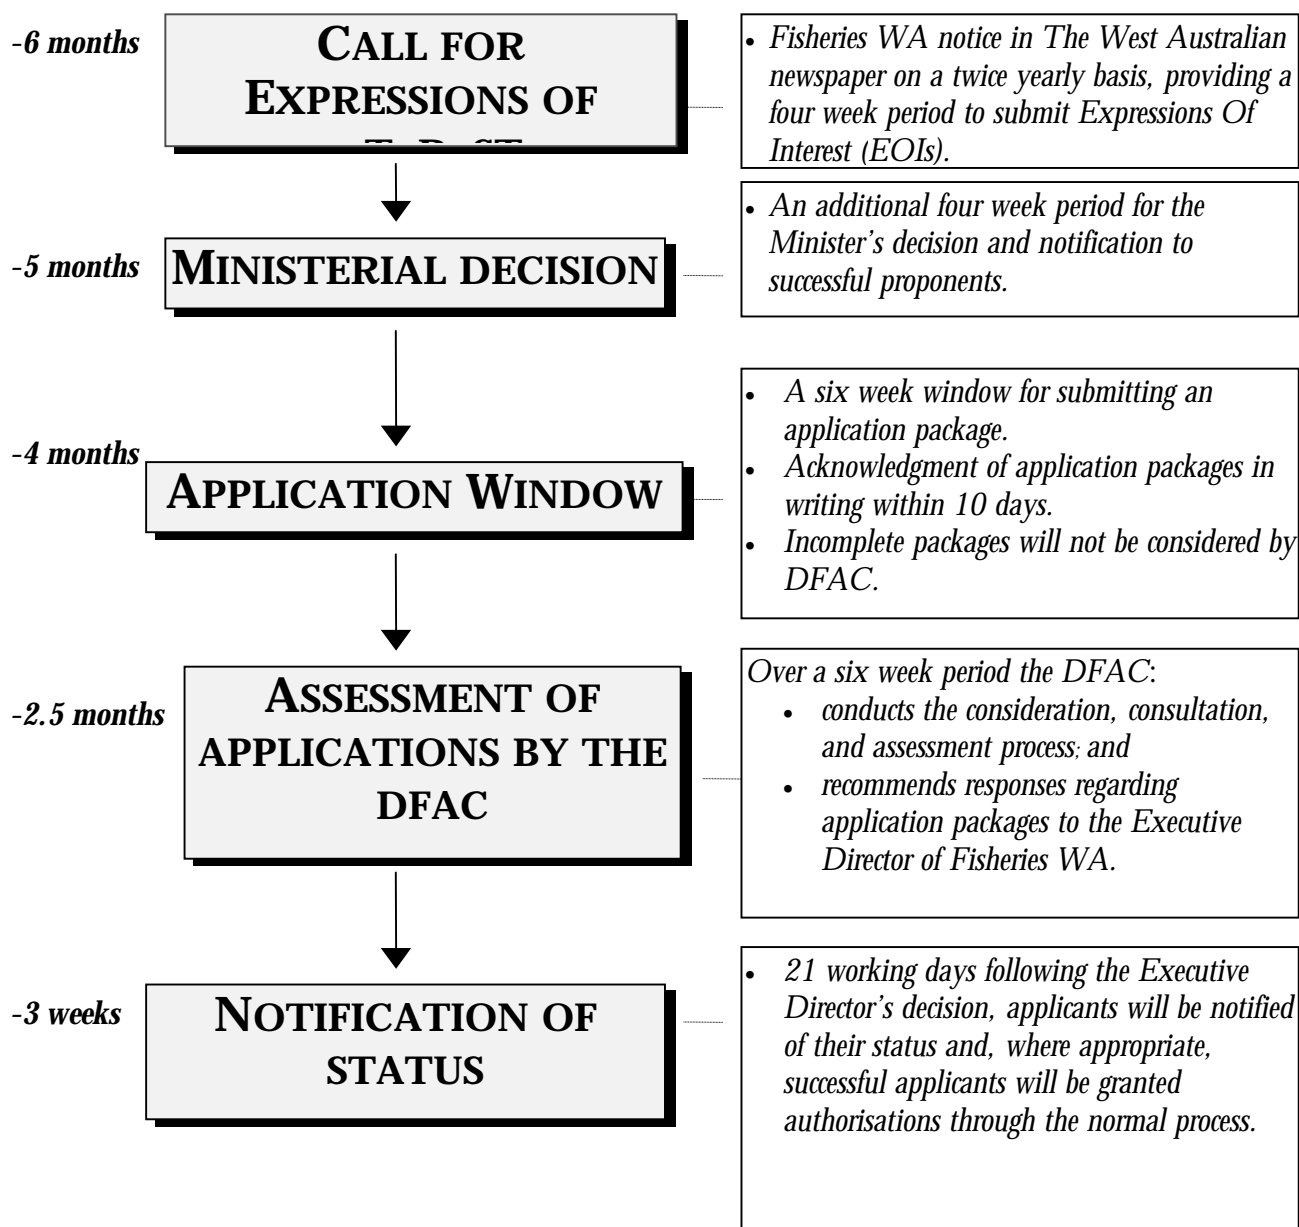 -6 months
CALL FOR
EXPRESSIONS OF
• Fisheries WA notice in The West Australian
newspaper on a twice yearly basis, providing a
four week period to submit Expressions Of
Interest (EOIs).
-5 months
MINISTERIAL DECISION
• An additional four week period for the
Minister's decision and notification to
successful proponents.
-4 months
APPLICATION WINDOW
• A six week window for submitting an
application package.
• Acknowledgment of application packages in
writing within 10 days.
• Incomplete packages will not be considered by
DFAC.
-2.5 months
ASSESSMENT OF
APPLICATIONS BY THE
DFAC
Over a six week period the DFAC:
• conducts the consideration, consultation,
and assessment process; and
• recommends responses regarding
application packages to the Executive
Director of Fisheries WA.
-3 weeks
NOTIFICATION OF
STATUS
• 21 working days following the Executive
Director's decision, applicants will be notified
of their status and, where appropriate,
successful applicants will be granted
authorisations through the normal process.